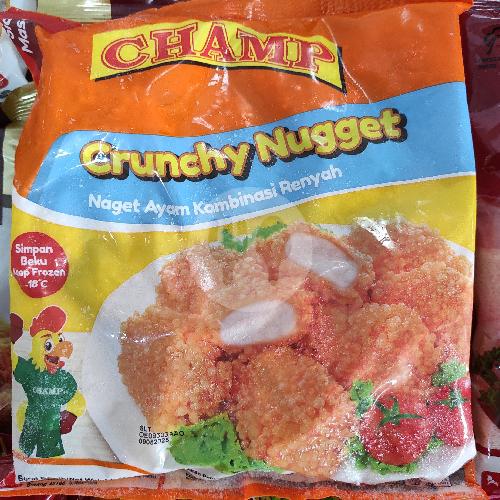 CHAMP
Crunchy Nugget
Naget Ayam Kombinasi Renyah
Simpan
Beku
Keep Frozen
-18°C
CHAMP